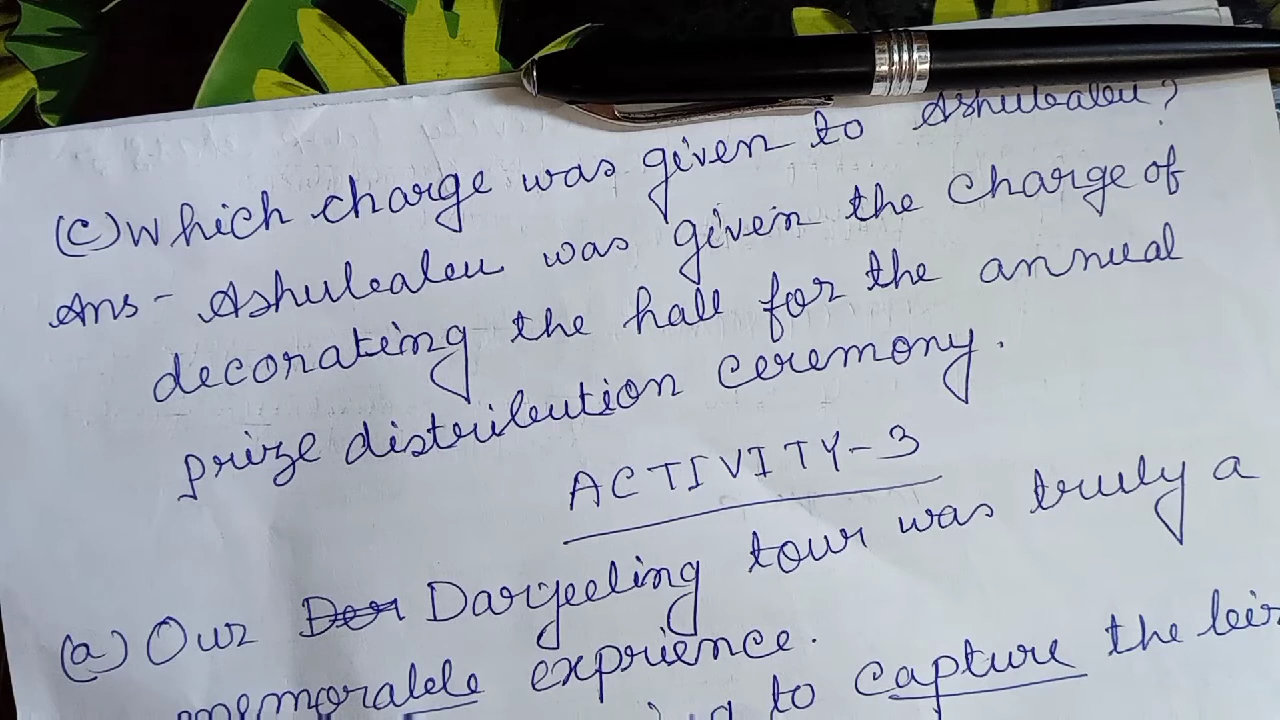 (c) Which charge was given to Ashubabu?
Ans - Ashubabu was given the charge of
decorating the hall for the annual
prize distribution ceremony.
ACTIVITY-3
(a) Our Dar Darjeeling tour was truly a
memorable exprience.
to capture the